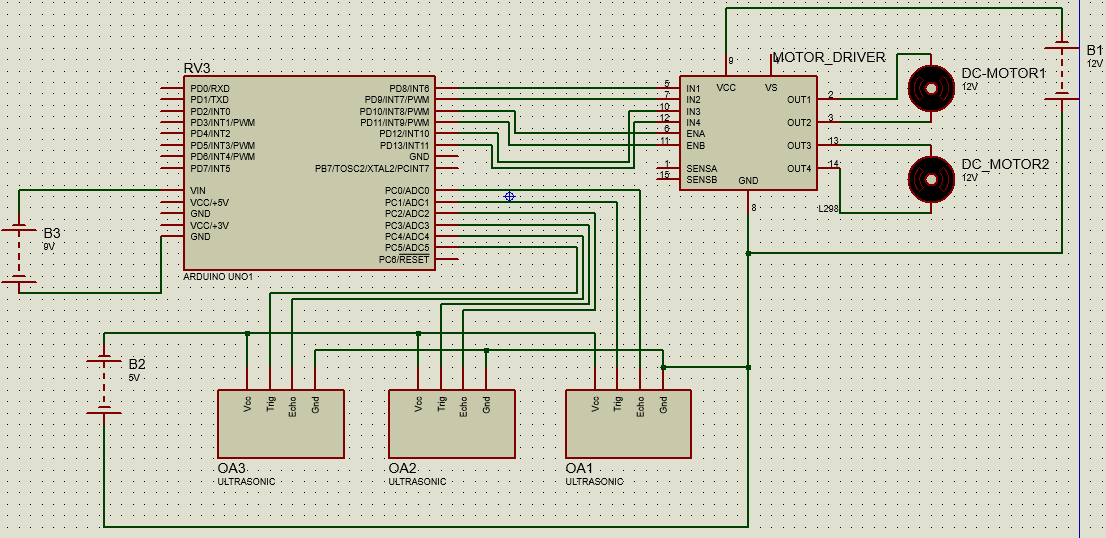 RV3
PD0/RXD
PD1/TXD
PD2/INT0
PD3/INT1/PWM
PD4/INT2
PD5/INT3/PWM
PD6/INT4/PWM
PD7/INT5
VIN
VCC/+5V
GND
VCC/+3V
GND
PD8/INT6
PD9/INT7/PWM
PD10/INT8/PWM
PD11/INT9/PWM
PD12/INT10
PD13/INT11
GND
PB7/TOSC2/XTAL2/PCINT7
PC0/ADC0
PC1/ADC1
PC2/ADC2
PC3/ADC3
PC4/ADC4
PC5/ADC5
PC6/RESET
ARDUINO UNO1
MOTOR_DRIVER
9
4
VCC
VS
5
7
10
12
6
11
1
15
IN1
IN2
IN3
IN4
ENA
ENB
SENSA
SENSB
OUT1
OUT2
OUT3
OUT4
GND
2
3
13
14
8
L298
DC-MOTOR1
12V
DC_MOTOR2
12V
B1
12V
B3
9V
B2
5V
Vcc
Trig
Echo
Gnd
OA3
ULTRASONIC
Vcc
Trig
Echo
Gnd
OA2
ULTRASONIC
Vcc
Trig
Echo
Gnd
OA1
ULTRASONIC